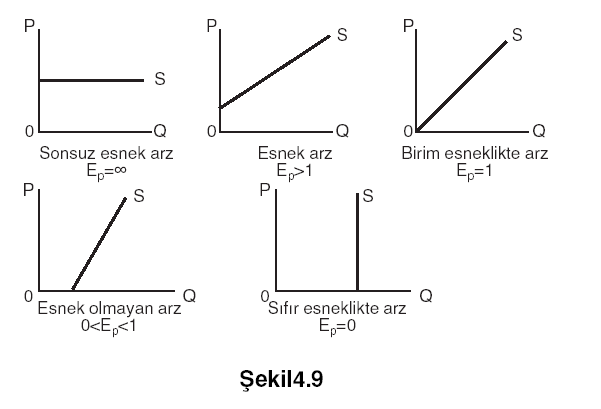 P P P
S S S
0 Q 0 Q 0 Q
Sonsuz esnek arz Esnek arz Birim esneklikte arz
Ep=∞ Ep>1 Ep=1
P S P S
0 Q 0 Q
Esnek olmayan arz Sıfır esneklikte arz
0<Ep<1 Ep=0
Şekil4.9